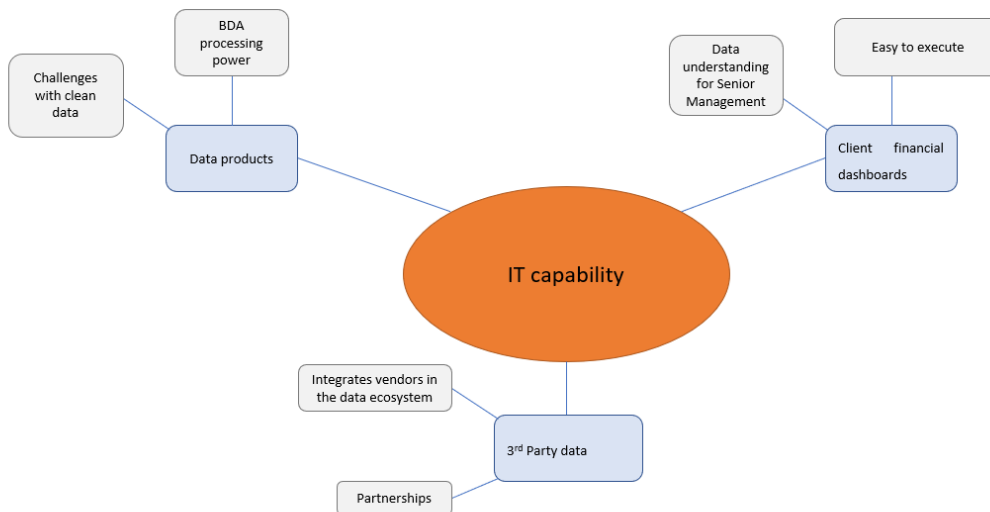 BDA
processing
power
Easy to execute
Data
understanding
for Senior
Management
Challenges
with clean
data
Data products
Client financial
dashboards
IT capability
Integrates vendors in
the data ecosystem
3rd Party data
Partnerships